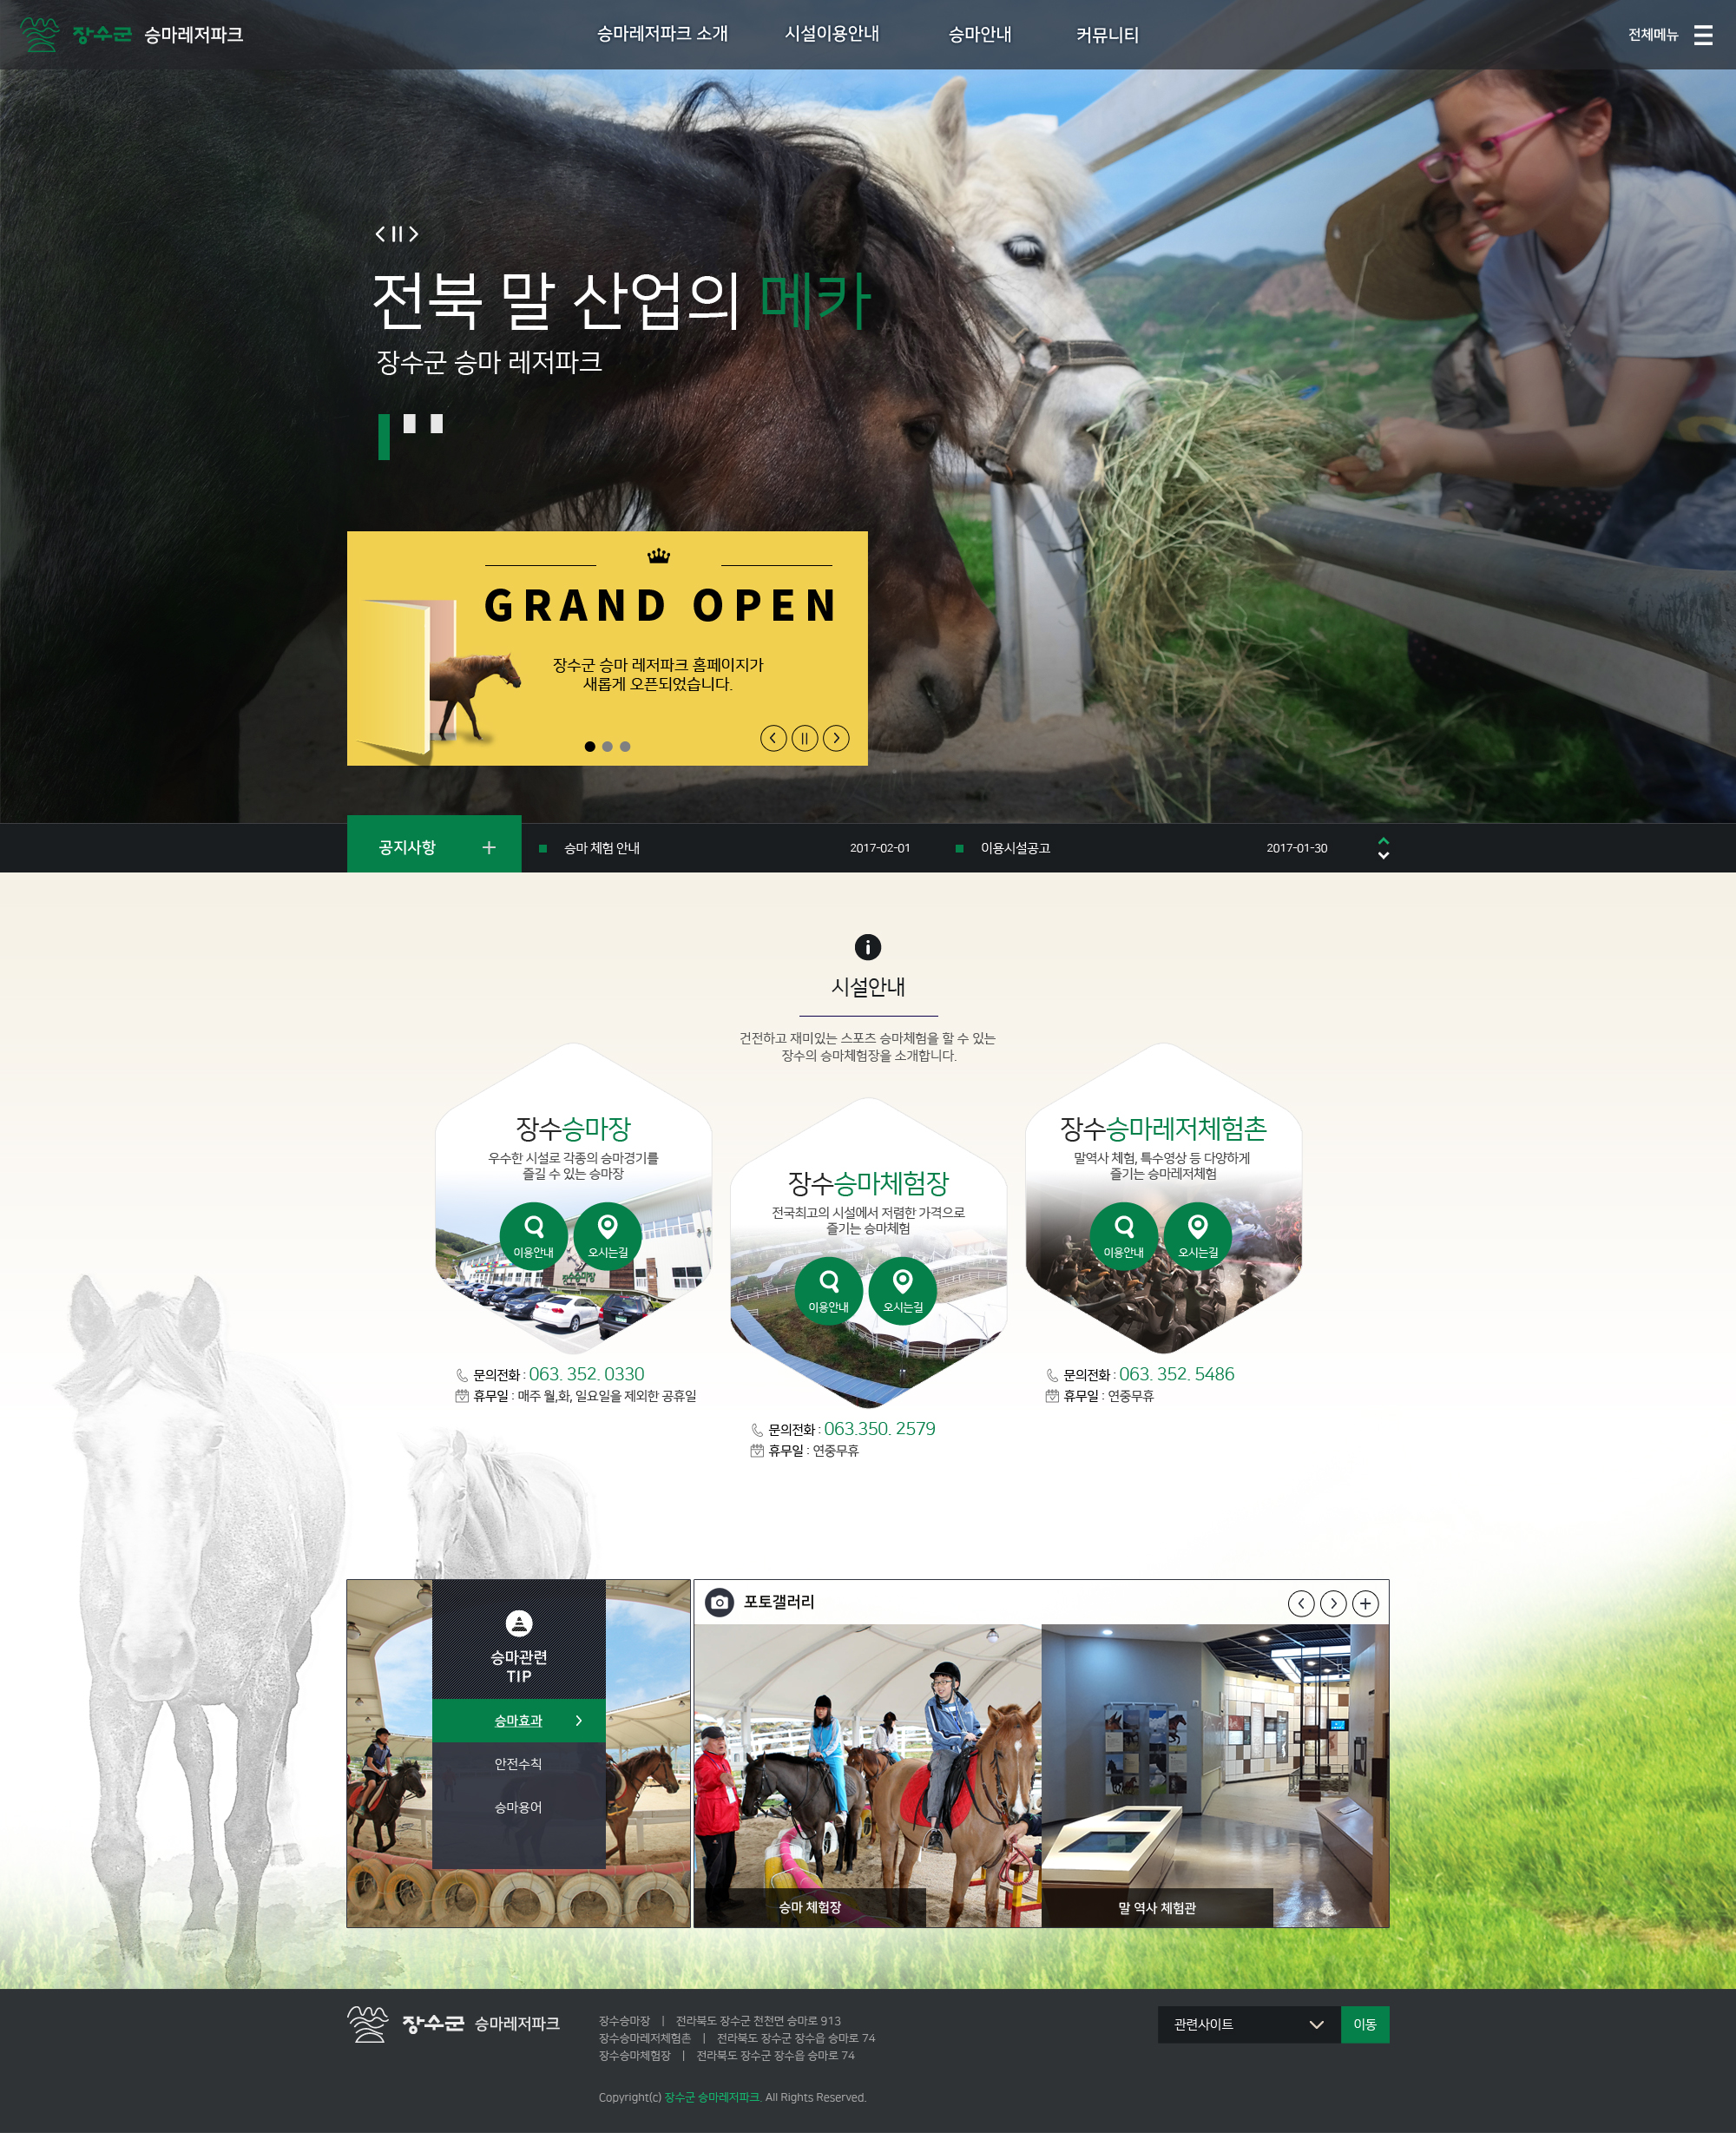 장수군 승마레저파크
승마레저파크 소개
시설이용안내
승마안내
커뮤니티
전체메뉴
전북 말 산업의 메카
장수군 승마 레저파크
GRAND OPEN
장수군 승마 레저파크 홈페이지가
새롭게 오픈되었습니다.
공지사항
승마 체험 안내
2017-02-01
이용시설공고
2017-01-30
시설안내
건전하고 재미있는 스포츠 승마체험을 할 수 있는
장수의 승마체험장을 소개합니다.
장수승마장
우수한 시설로 각종의 승마경기를
즐길 수 있는 승마장
이용안내
오시는길
장수승마장
문의전화 : 063. 352. 0330
휴무일 : 매주 월,화, 일요일을 제외한 공휴일
장수승마체험장
전국최고의 시설에서 저렴한 가격으로
즐기는 승마체험
이용안내
오시는길
문의전화 : 063.350. 2579
휴무일 : 연중무휴
장수승마레저체험촌
말역사 체험, 특수영상 등 다양하게
즐기는 승마레저체험
이용안내
오시는길
문의전화 : 063. 352. 5486
휴무일 : 연중무휴
승마관련
TIP
승마효과
안전수칙
승마용어
포토갤러리
승마 체험장
말 역사 체험관
장수군 승마레저파크
장수승마장 | 전라북도 장수군 천천면 승마로 913
장수승마레저체험촌 | 전라북도 장수군 장수읍 승마로 74
장수승마체험장 | 전라북도 장수군 장수읍 승마로 74
Copyright(c) 장수군 승마레저파크. All Rights Reserved.
관련사이트
이동